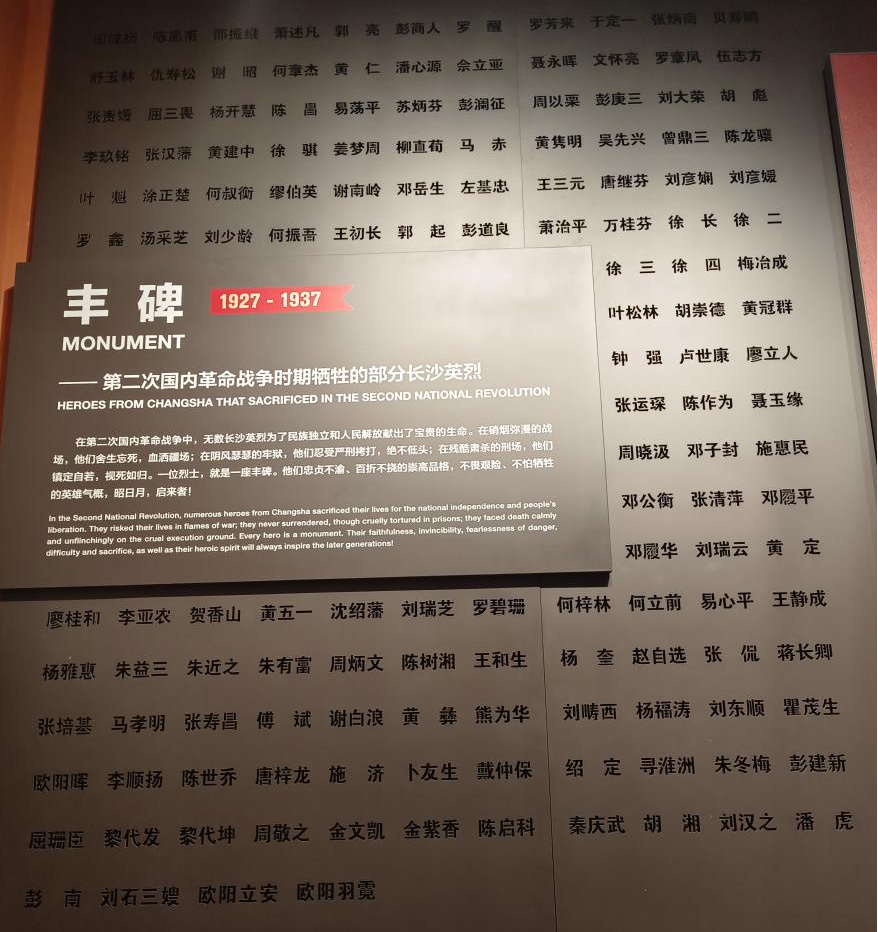 陈昌甫 邵振维 萧述凡 郭 亮 彭商人 罗 醒 罗芳来 于定一 张炳南 贝寿鹏
舒玉林 仇寿松 谢 昭 何章杰 黄 仁 潘心源 佘立亚 聂永晖 文怀亮 罗章凤 伍志方
张贵媛 屈三畏 杨开慧 陈 昌 易荡平 苏炳芬 彭澜征 周以栗 彭庚三 刘大荣 胡 彪
李玖铭 张汉藩 黄建中 徐 骐 姜梦周 柳直荀 马 赤 黄隽明 吴先兴 曾鼎三 陈龙骧
叶 魁 涂正楚 何叔衡 缪伯英 谢南岭 邓岳生 左基忠 王三元 唐继芬 刘彦娴 刘彦嫒
罗 鑫 汤采芝 刘少龄 何振吾 王初长 郭 起 彭道良 萧治平 万桂芬 徐 长 徐 二
徐 三 徐 四 梅冶成
叶松林 胡崇德 黄冠群
钟 强 卢世康 廖立人
张运琛 陈作为 聂玉缘
周晓汲 邓子封 施惠民
邓公衡 张清萍 邓履平
邓履华 刘瑞云 黄 定
丰碑
1927 - 1937
MONUMENT
—— 第二次国内革命战争时期牺牲的部分长沙英烈
HEROES FROM CHANGSHA THAT SACRIFICED IN THE SECOND NATIONAL REVOLUTION
在第二次国内革命战争中，无数长沙英烈为了民族独立和人民解放献出了宝贵的生命。在硝烟弥漫的战
场，他们舍生忘死，血洒疆场；在阴风瑟瑟的牢狱，他们忍受严刑拷打，绝不低头；在残酷肃杀的刑场，他们
镇定自若，视死如归。一位烈士，就是一座丰碑。他们忠贞不渝、百折不挠的崇高品格，不畏艰险、不怕牺牲
的英雄气概，昭日月，启来者！
In the Second National Revolution, numerous heroes from Changsha sacrificed their lives for the national independence and people's
liberation. They risked their lives in flames of war; they never surrendered, though cruelly tortured in prisons; they faced death calmly
and unflinchingly on the cruel execution ground. Every hero is a monument. Their faithfulness, invincibility, fearlessness of danger,
difficulty and sacrifice, as well as their heroic spirit will always inspire the later generations!
廖桂和 李亚农 贺香山 黄五一 沈绍藩 刘瑞芝 罗碧珊 何梓林 何立前 易心平 王静成
杨雅惠 朱益三 朱近之 朱有富 周炳文 陈树湘 王和生 杨 奎 赵自选 张 侃 蒋长卿
张培基 马孝明 张寿昌 傅 斌 谢白浪 黄 彝 熊为华 刘畴西 杨福涛 刘东顺 瞿茂生
欧阳晖 李顺扬 陈世乔 唐梓龙 施 济 卜友生 戴仲保 绍 定 寻淮洲 朱冬梅 彭建新
屈珊臣 黎代发 黎代坤 周敬之 金文凯 金紫香 陈启科 秦庆武 胡 湘 刘汉之 潘 虎
彭 南 刘石三嫂 欧阳立安 欧阳羽霓